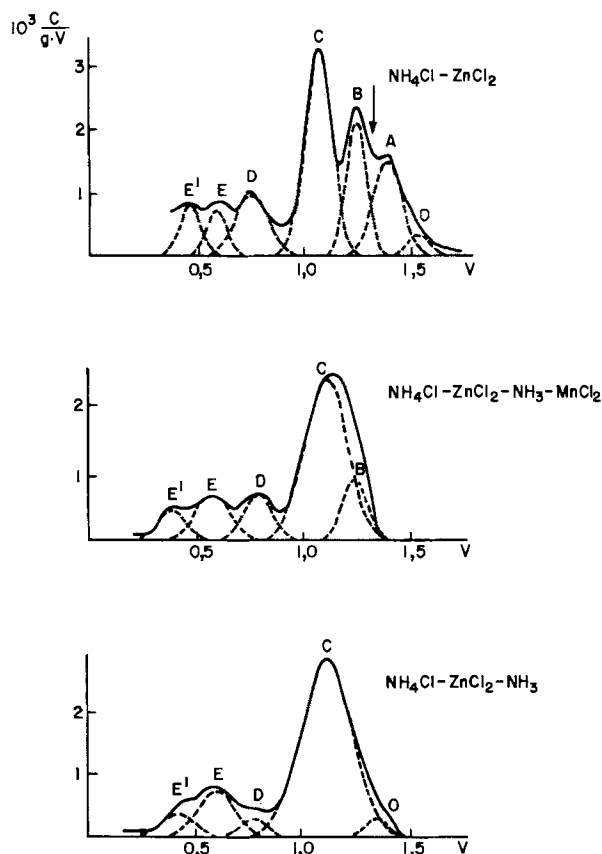 10³ C/g·V
NH₄Cl – ZnCl₂
3
2
1
E' E D C B A O
0,5 1,0 1,5 V
NH₄Cl – ZnCl₂ – NH₃ – MnCl₂
2
1
E' E D C B
0,5 1,0 1,5 V
NH₄Cl – ZnCl₂ – NH₃
2
1
E' E D C O
0,5 1,0 1,5 V